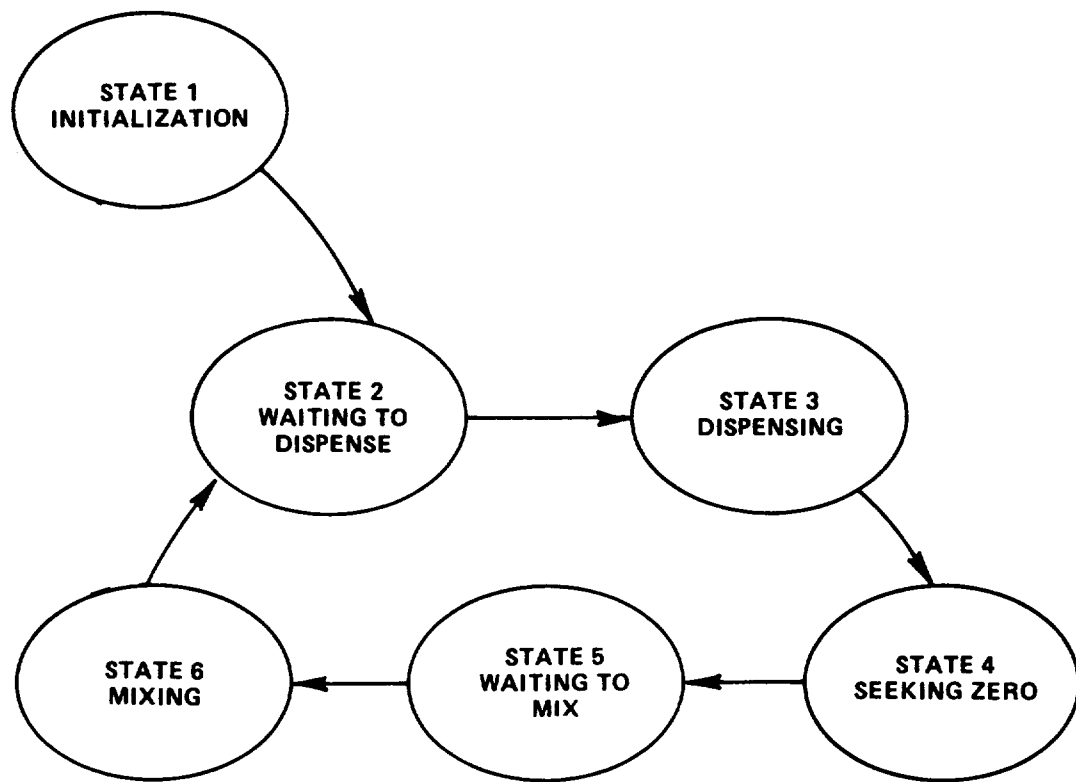 STATE 1
INITIALIZATION
STATE 2
WAITING TO
DISPENSE
STATE 3
DISPENSING
STATE 4
SEEKING ZERO
STATE 5
WAITING TO
MIX
STATE 6
MIXING